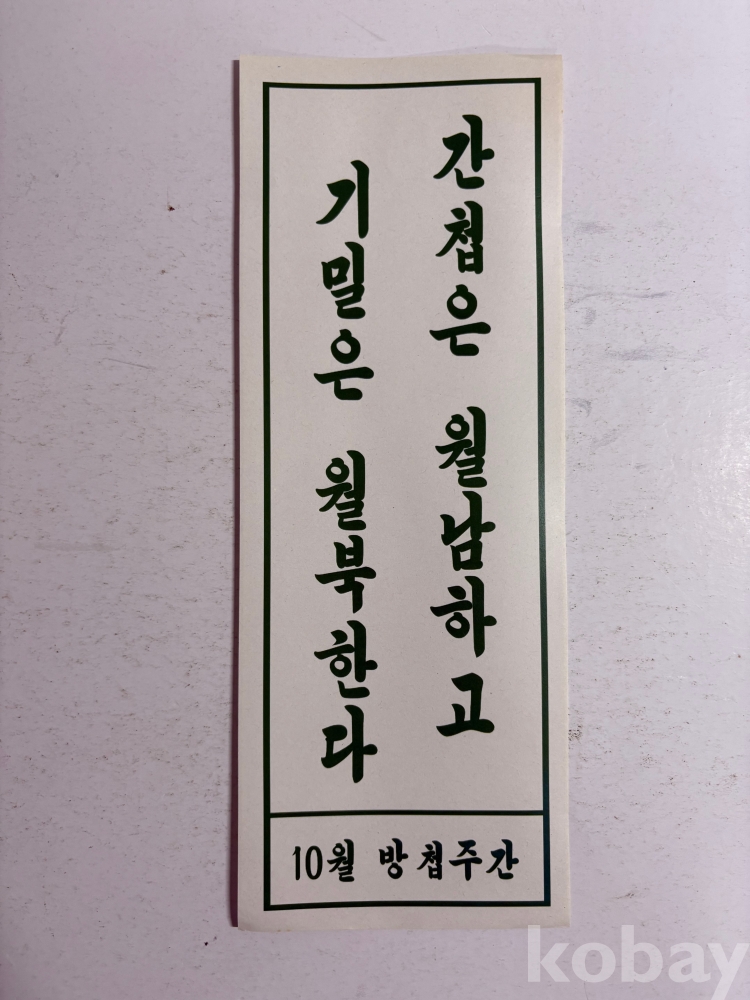 간첩은 월남하고
기밀은 월북한다
10월 방첩주간
kobay